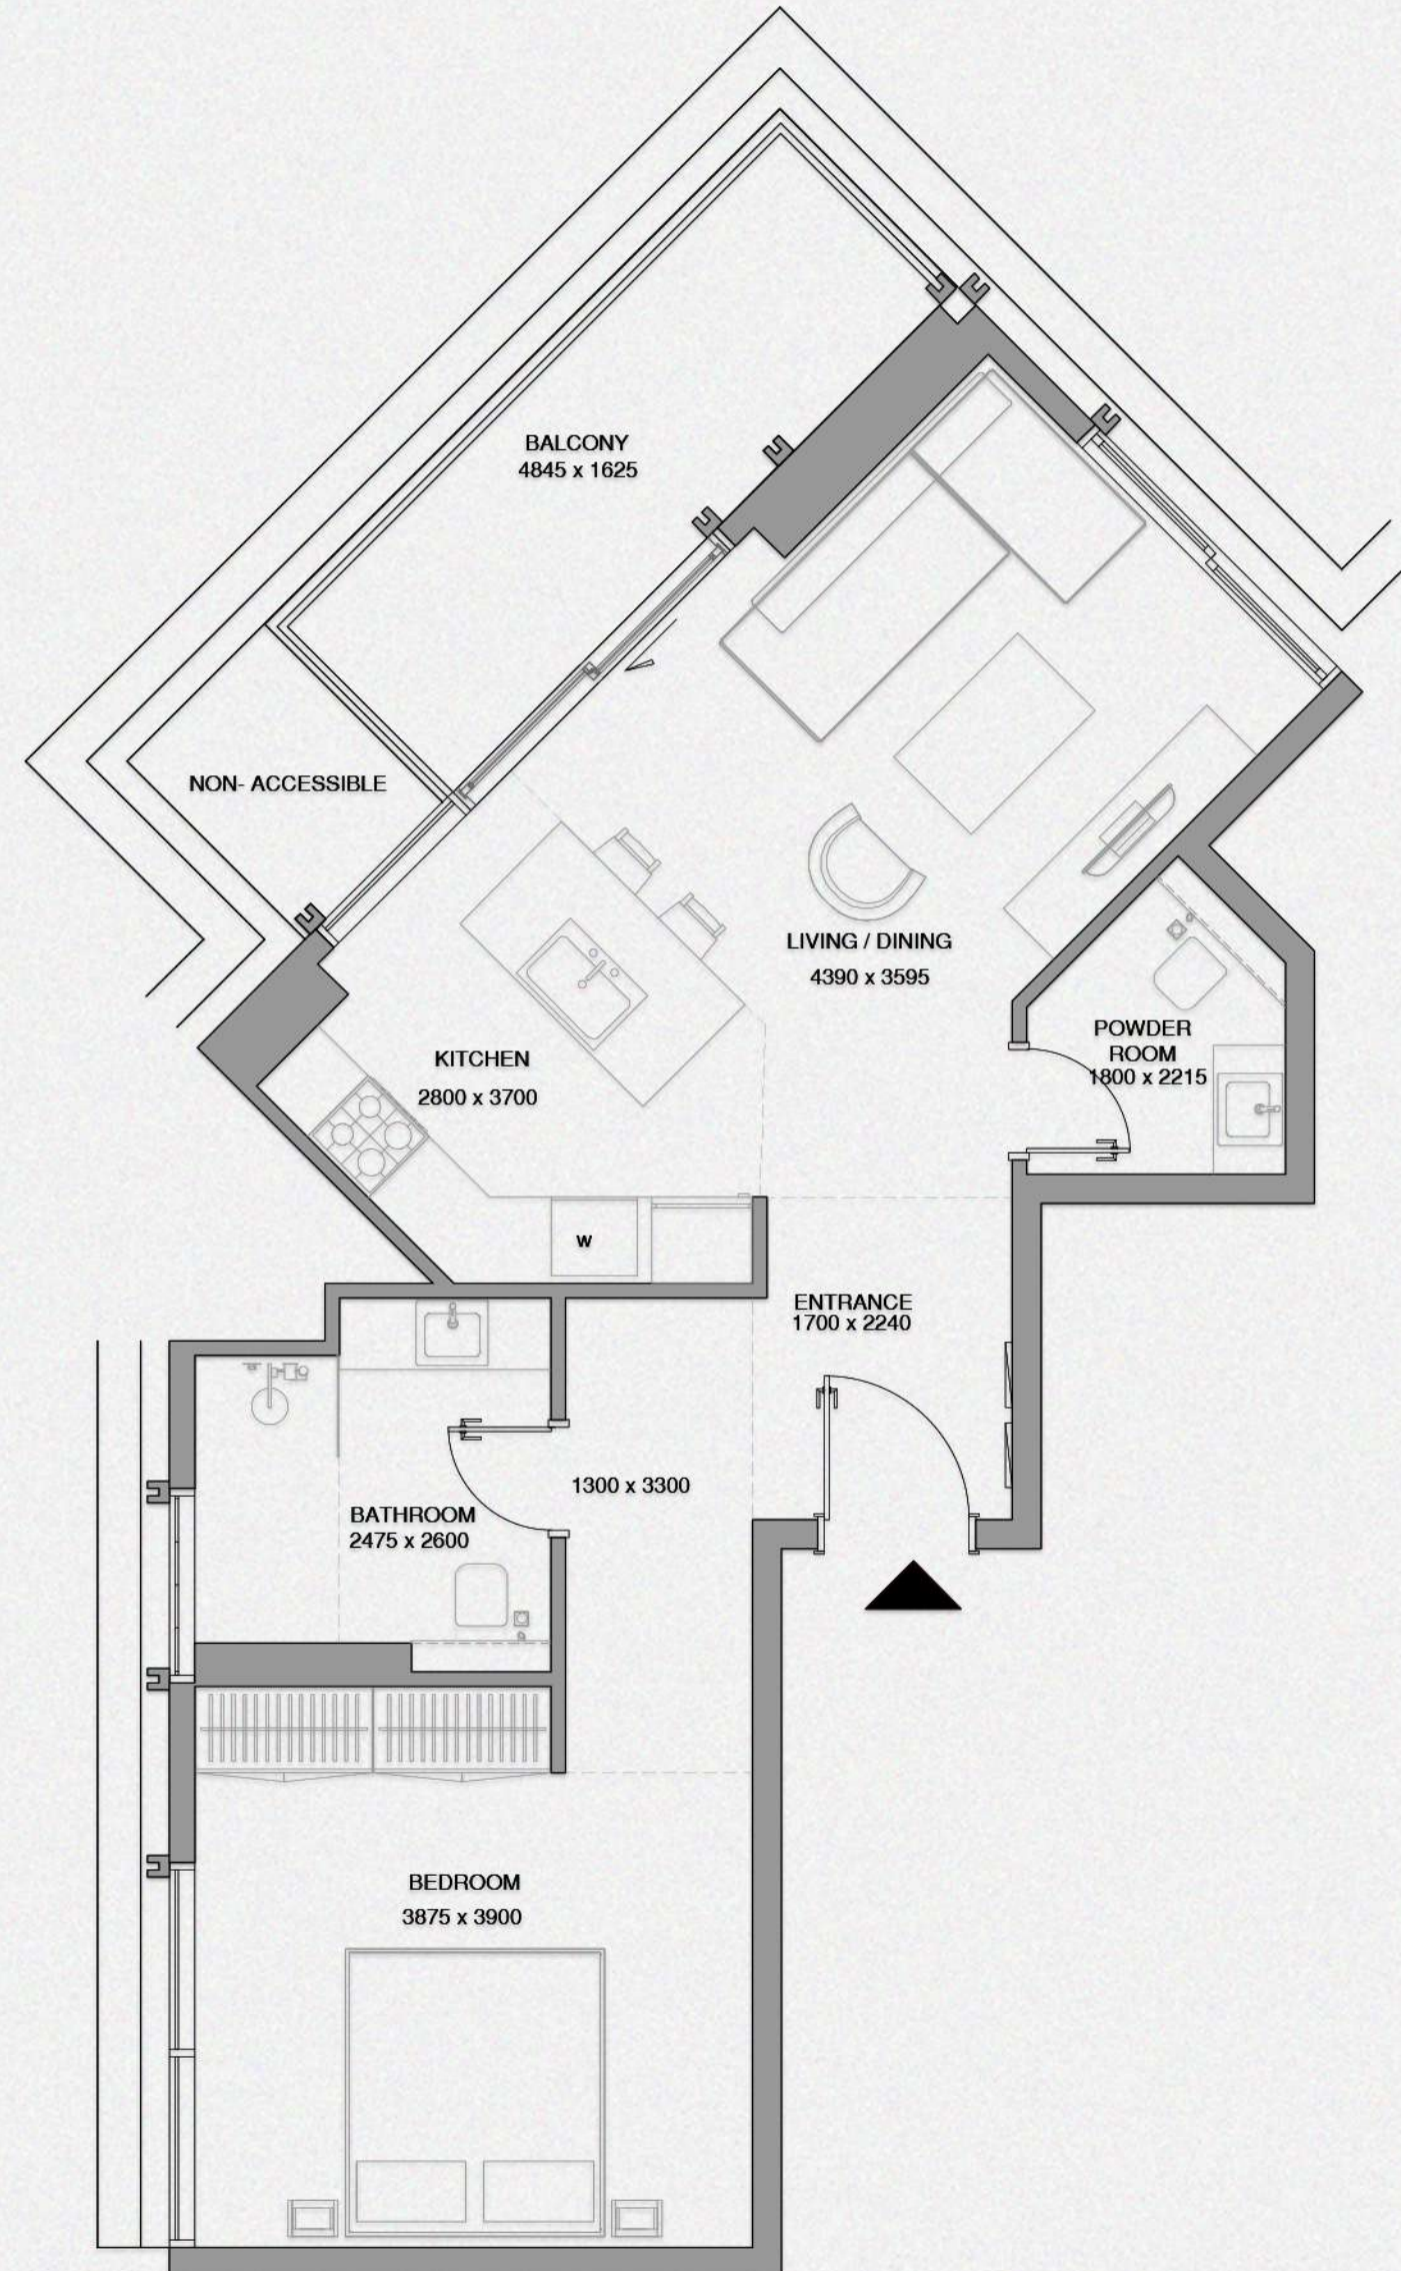 BALCONY
4845 x 1625
NON- ACCESSIBLE
LIVING / DINING
4390 x 3595
KITCHEN
2800 x 3700
POWDER
ROOM
1800 x 2215
W
ENTRANCE
1700 x 2240
1300 x 3300
BATHROOM
2475 x 2600
BEDROOM
3875 x 3900